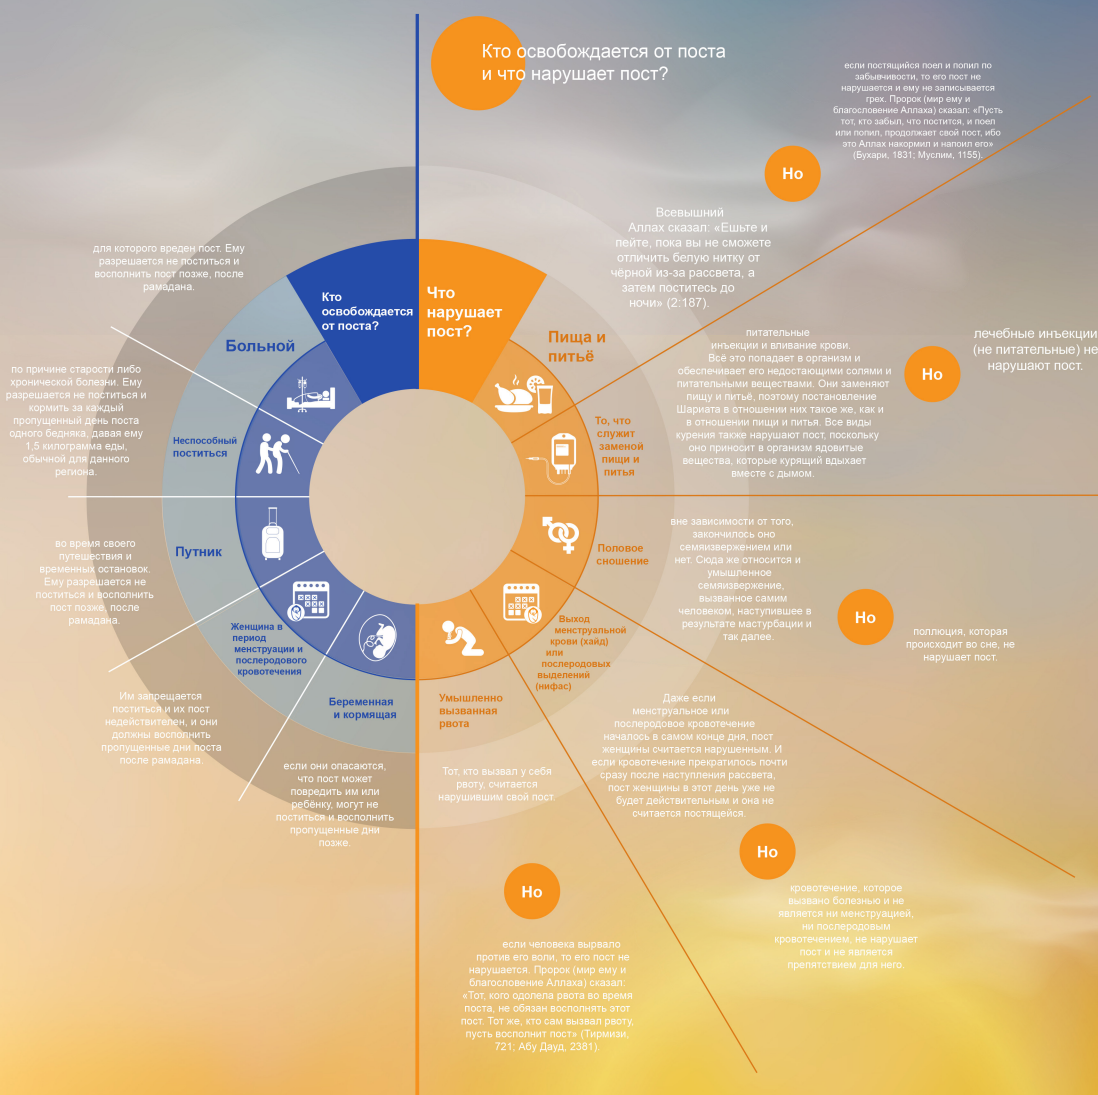 Кто освобождается от поста
и что нарушает пост?
Кто
освобождается
от поста?
Больной
для которого вреден пост. Ему
разрешается не поститься и
восполнить пост позже, после
рамадана.
Неспособный
поститься
по причине старости либо
хронической болезни. Ему
разрешается не поститься и
кормить за каждый
пропущенный день поста
одного бедняка, давая ему
1,5 килограмма еды,
обычной для данного
региона.
Путник
во время своего
путешествия и
временных остановок.
Ему разрешается не
поститься и восполнить
пост позже, после
рамадана.
Женщина в
период
менструации и
послеродового
кровотечения
Им запрещается
поститься и их пост
недействителен, и они
должны восполнить
пропущенные дни поста
после рамадана.
Беременная
и кормящая
если они опасаются,
что пост может
повредить им или
ребёнку, могут не
поститься и восполнить
пропущенные дни
позже.
Что
нарушает
пост?
Пища и
питьё
Всевышний
Аллах сказал: «Ешьте и
пейте, пока вы не сможете
отличить белую нитку от
чёрной из-за рассвета, а
затем поститесь до
ночи» (2:187).
Но
если постящийся поел и попил по
забывчивости, то его пост не
нарушается и ему не записывается
грех. Пророк (мир ему и
благословение Аллаха) сказал: «Пусть
тот, кто забыл, что постится, и поел
или попил, продолжает свой пост, ибо
это Аллах накормил и напоил его»
(Бухари, 1831; Муслим, 1155).
То, что
служит
заменой
пищи и
питья
питательные
инъекции и вливание крови.
Всё это попадает в организм и
обеспечивает его недостающими солями и
питательными веществами. Они заменяют
пищу и питьё, поэтому постановление
Шариата в отношении них такое же, как и
в отношении пищи и питья. Все виды
курения также нарушают пост, поскольку
оно приносит в организм ядовитые
вещества, которые курящий вдыхает
вместе с дымом.
Но
лечебные инъекции
(не питательные) не
нарушают пост.
Половое
сношение
вне зависимости от того,
закончилось оно
семяизвержением или
нет. Сюда же относится и
умышленное
семяизвержение,
вызванное самим
человеком, наступившее в
результате мастурбации и
так далее.
Но
поллюция, которая
происходит во сне, не
нарушает пост.
Выход
менструальной
крови (хайд)
или
послеродовых
выделений
(нифас)
Даже если
менструальное или
послеродовое кровотечение
началось в самом конце дня, пост
женщины считается нарушенным. И
если кровотечение прекратилось почти
сразу после наступления рассвета,
пост женщины в этот день уже не
будет действительным и она не
считается постящейся.
Но
кровотечение, которое
вызвано болезнью и не
является ни менструацией,
ни послеродовым
кровотечением, не нарушает
пост и не является
препятствием для него.
Умышленно
вызванная
рвота
Тот, кто вызвал у себя
рвоту, считается
нарушившим свой пост.
Но
если человека вырвало
против его воли, то его пост не
нарушается. Пророк (мир ему и
благословение Аллаха) сказал:
«Тот, кого одолела рвота во время
поста, не обязан восполнять этот
пост. Тот же, кто сам вызвал рвоту,
пусть восполнит пост» (Тирмизи,
721; Абу Дауд, 2381).